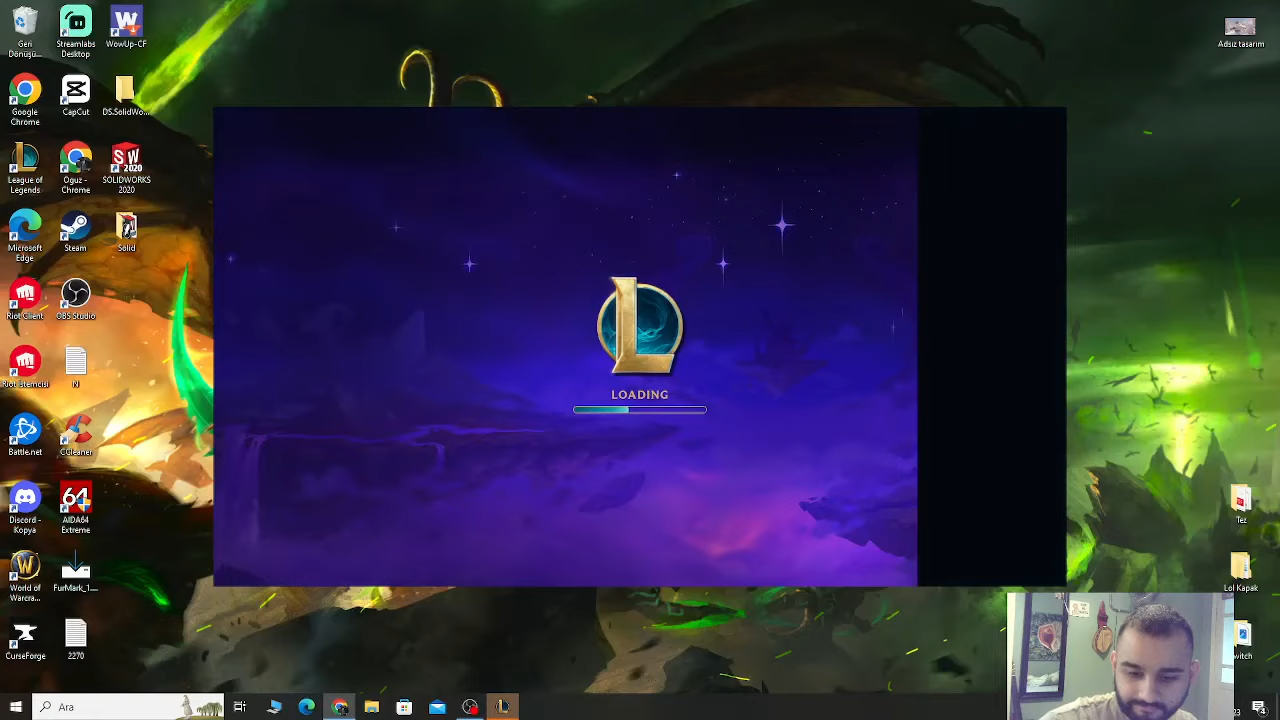 Geri
Dönüşü...
Streamlabs
Desktop
WowUp-CF
Google
Chrome
CapCut
DS.SolidWo...
League of
Legends
Oguz -
Chrome
SOLIDWORKS
2020
Microsoft
Edge
Steam
Solid
Riot Client
OBS Studio
Riot İstemcisi
Battle.net
CCleaner
Discord -
Kopya
AIDA64
Extreme
World of
Warcra...
FurMark_1....
CurseForge
2270
Adsız tasarım
LOADING
Tez
Lol Kapak
witch
Ara